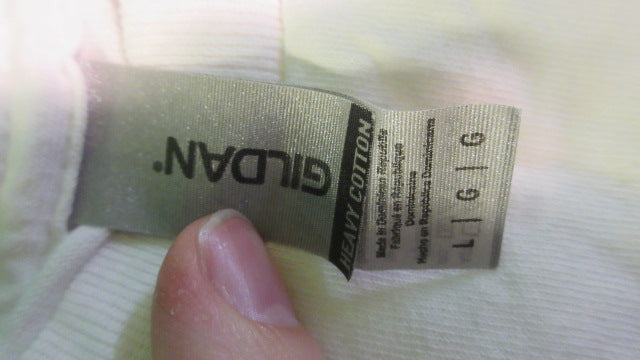 GILDAN®
HEAVY COTTON
Made in Dominican Republic
Fabriqué en République
Dominicaine
Hecho en República Dominicana
L | G | G